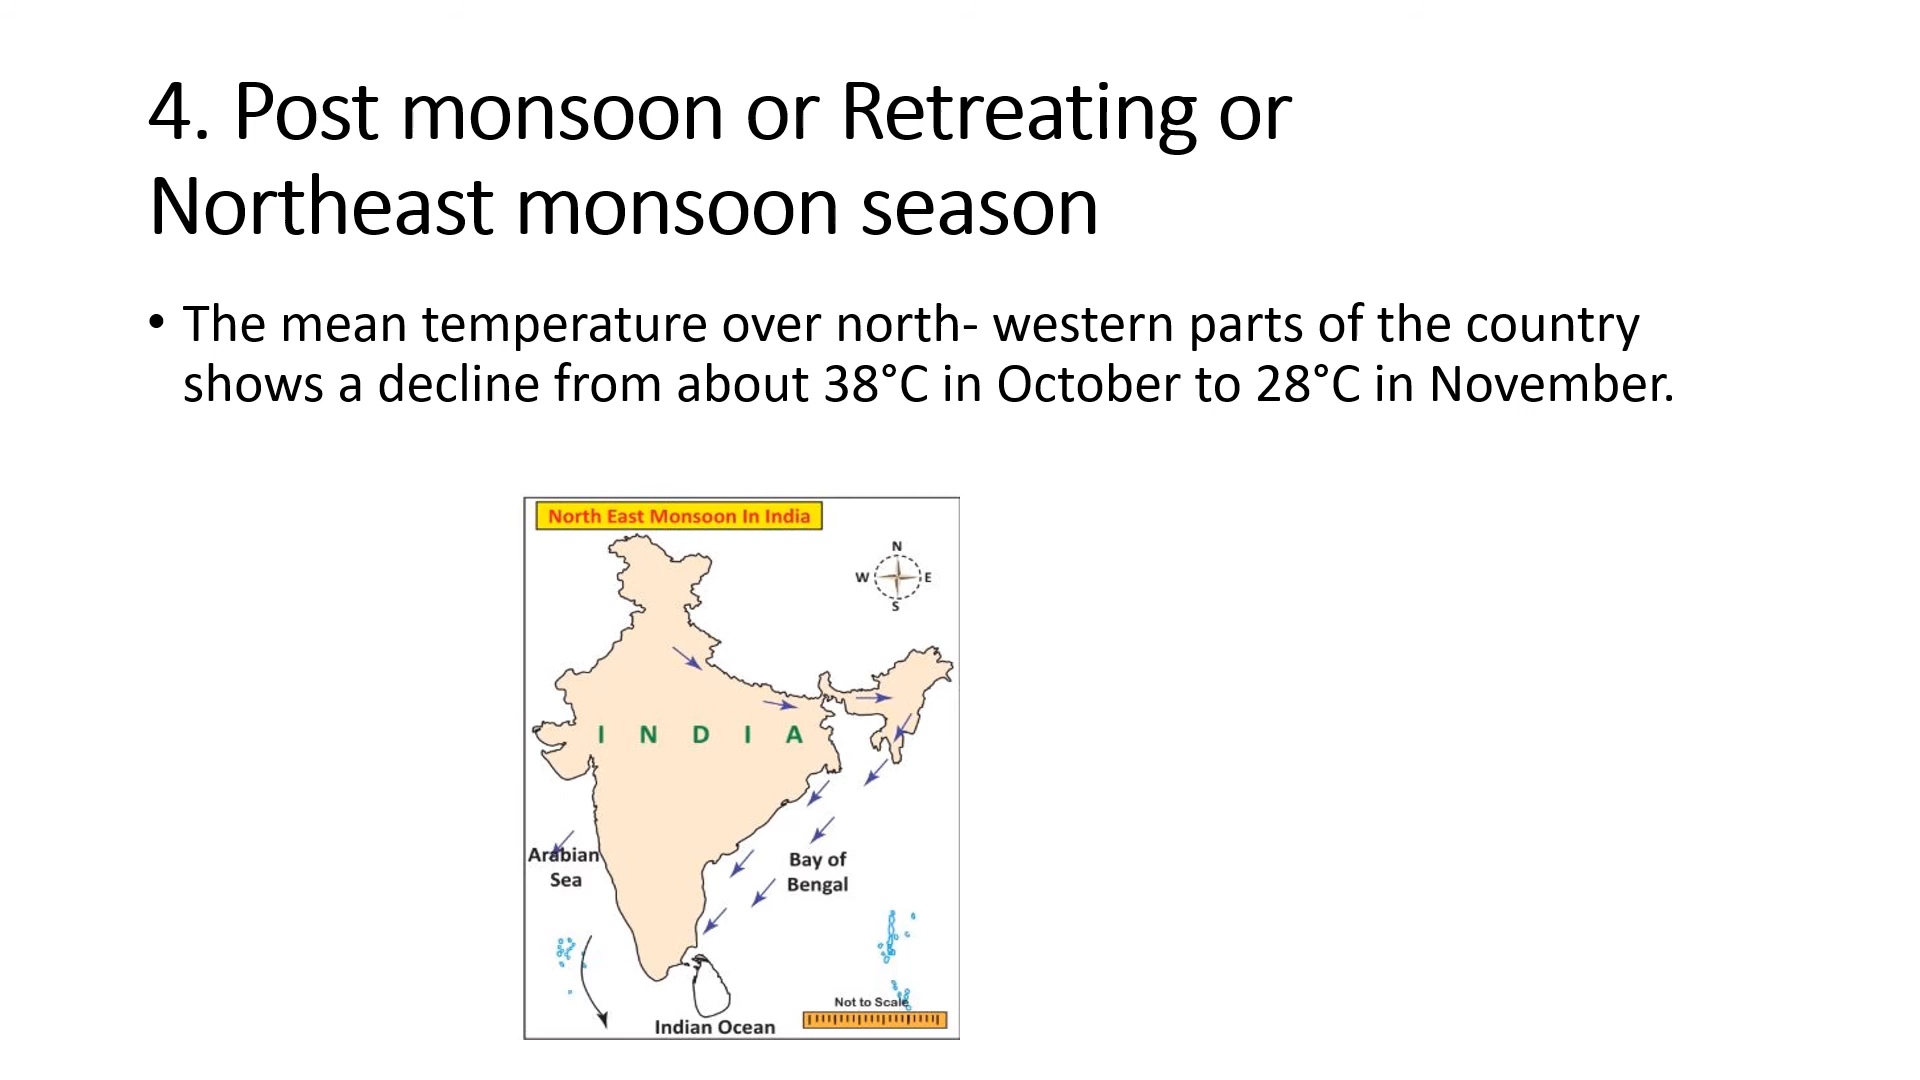 4. Post monsoon or Retreating or
Northeast monsoon season
• The mean temperature over north- western parts of the country
shows a decline from about 38°C in October to 28°C in November.
North East Monsoon In India
N
W E
S
I N D I A
Arabian
Sea
Bay of
Bengal
Not to Scale
Indian Ocean